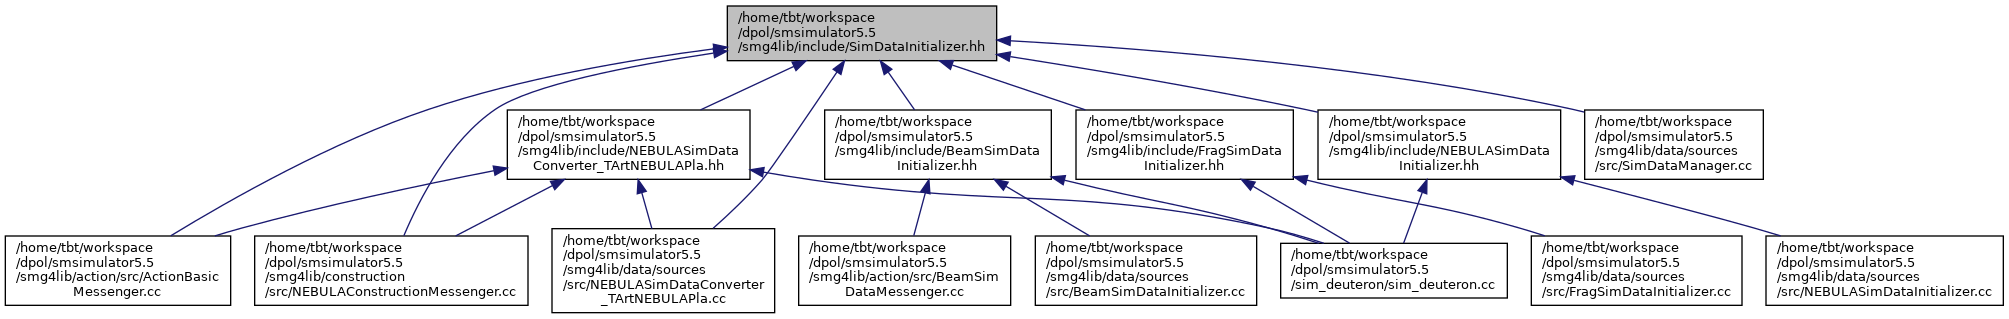 /home/tbt/workspace
/dpol/smsimulator5.5
/smg4lib/include/SimDataInitializer.hh
/home/tbt/workspace
/dpol/smsimulator5.5
/smg4lib/include/NEBULASimData
Converter_TArtNEBULAPla.hh
/home/tbt/workspace
/dpol/smsimulator5.5
/smg4lib/include/BeamSimData
Initializer.hh
/home/tbt/workspace
/dpol/smsimulator5.5
/smg4lib/include/FragSimData
Initializer.hh
/home/tbt/workspace
/dpol/smsimulator5.5
/smg4lib/include/NEBULASimData
Initializer.hh
/home/tbt/workspace
/dpol/smsimulator5.5
/smg4lib/data/sources
/src/SimDataManager.cc
/home/tbt/workspace
/dpol/smsimulator5.5
/smg4lib/action/src/ActionBasic
Messenger.cc
/home/tbt/workspace
/dpol/smsimulator5.5
/smg4lib/construction
/src/NEBULAConstructionMessenger.cc
/home/tbt/workspace
/dpol/smsimulator5.5
/smg4lib/data/sources
/src/NEBULASimDataConverter
_TArtNEBULAPla.cc
/home/tbt/workspace
/dpol/smsimulator5.5
/smg4lib/action/src/BeamSim
DataMessenger.cc
/home/tbt/workspace
/dpol/smsimulator5.5
/smg4lib/data/sources
/src/BeamSimDataInitializer.cc
/home/tbt/workspace
/dpol/smsimulator5.5
/sim_deuteron/sim_deuteron.cc
/home/tbt/workspace
/dpol/smsimulator5.5
/smg4lib/data/sources
/src/FragSimDataInitializer.cc
/home/tbt/workspace
/dpol/smsimulator5.5
/smg4lib/data/sources
/src/NEBULASimDataInitializer.cc